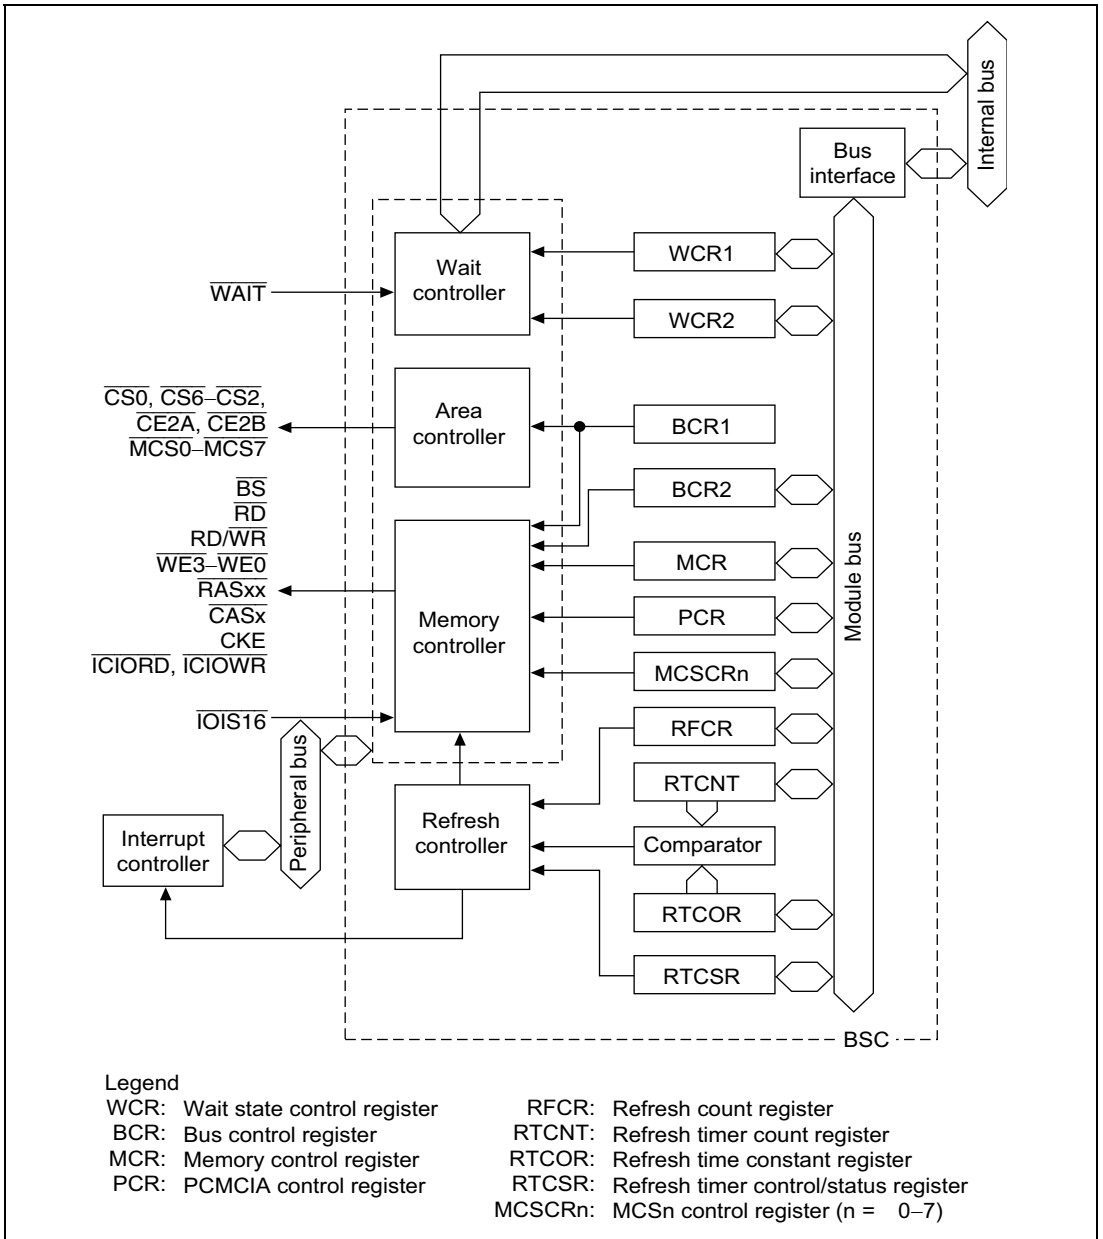 Internal bus
Bus
interface
Wait
controller
WCR1
WAIT
WCR2
CS0, CS6–CS2,
CE2A, CE2B
MCS0–MCS7
Area
controller
BCR1
BS
RD
RD/WR
WE3–WE0
RASxx
CASx
CKE
ICIORD, ICIOWR
BCR2
MCR
Memory
controller
PCR
Module bus
MCSCRn
IOIS16
RFCR
Peripheral bus
RTCNT
Interrupt
controller
Refresh
controller
Comparator
RTCOR
RTCSR
BSC
Legend
WCR: Wait state control register
BCR: Bus control register
MCR: Memory control register
PCR: PCMCIA control register
RFCR: Refresh count register
RTCNT: Refresh timer count register
RTCOR: Refresh time constant register
RTCSR: Refresh timer control/status register
MCSCRn: MCSn control register (n = 0–7)